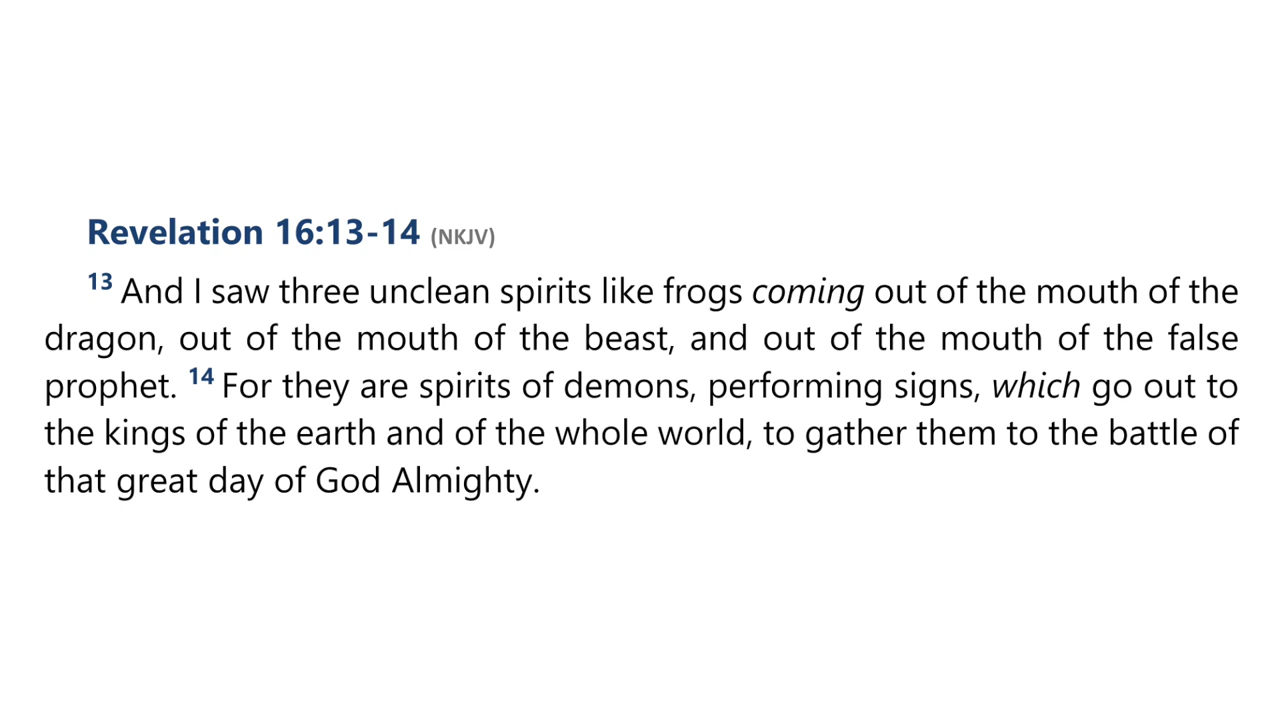 Revelation 16:13-14 (NKJV)
13 And I saw three unclean spirits like frogs coming out of the mouth of the
dragon, out of the mouth of the beast, and out of the mouth of the false
prophet. 14 For they are spirits of demons, performing signs, which go out to
the kings of the earth and of the whole world, to gather them to the battle of
that great day of God Almighty.